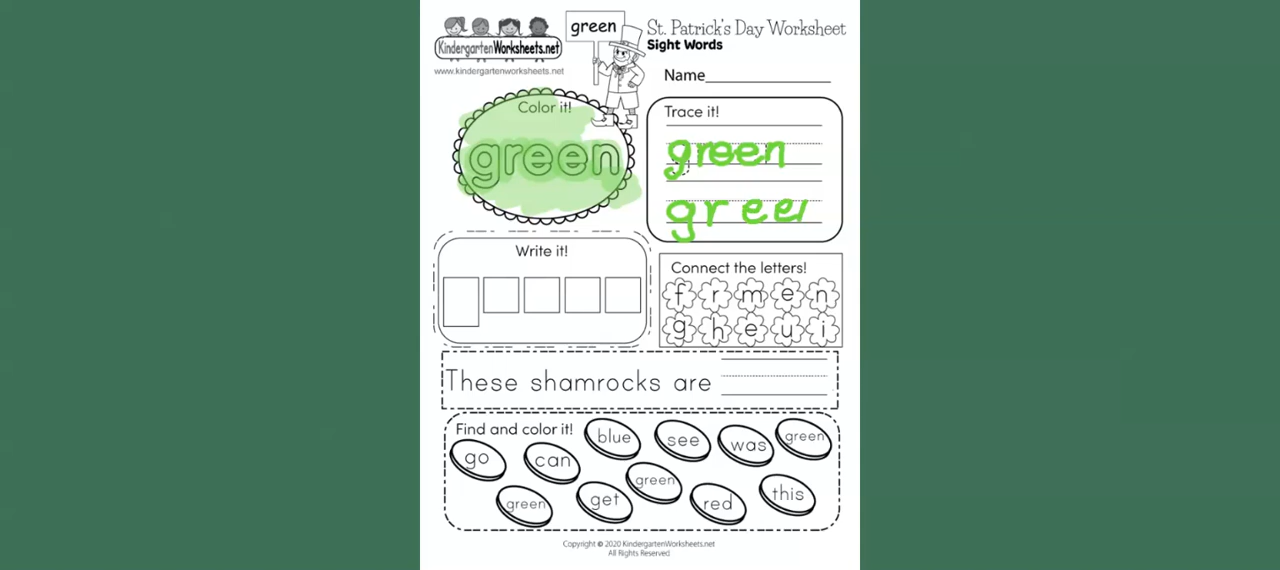 green
St. Patrick's Day Worksheet
Sight Words
KindergartenWorksheets.net
www.kindergartenworksheets.net
Name
Color it!
green
Trace it!
green
green
Write it!
Connect the letters!
f r m e n
g h e u i
These shamrocks are
Find and color it!
blue see was green
go can
green get green red this
Copyright © 2020 KindergartenWorksheets.net
All Rights Reserved